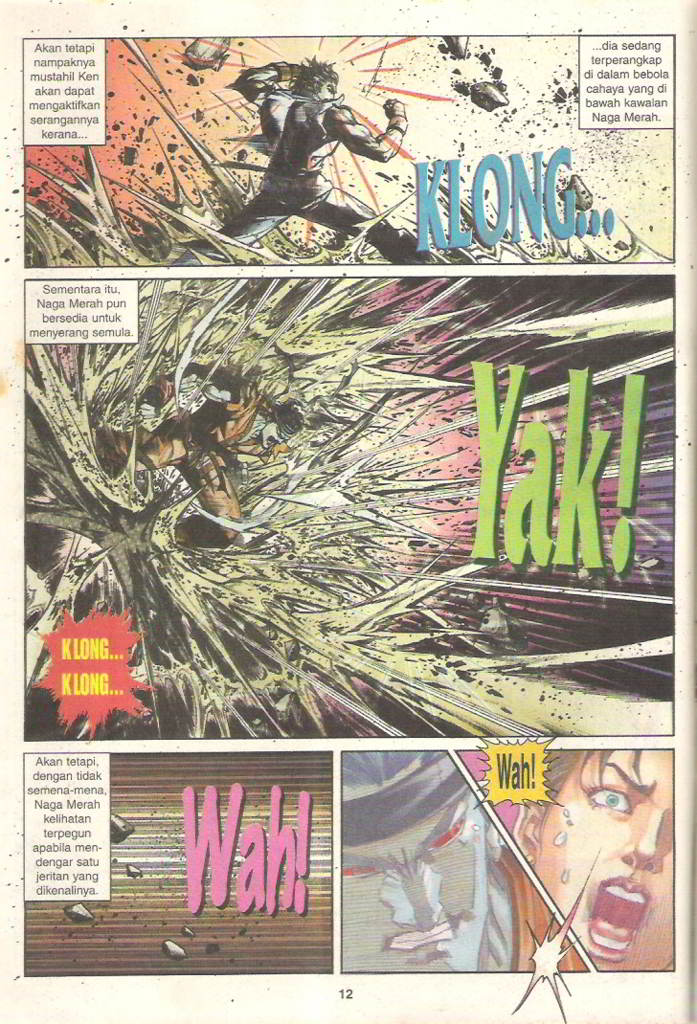 Akan tetapi
nampaknya
mustahil Ken
akan dapat
mengaktifkan
serangannya
kerana...
...dia sedang
terperangkap
di dalam bebola
cahaya yang di
bawah kawalan
Naga Merah.
KLONG...
Sementara itu,
Naga Merah pun
bersedia untuk
menyerang semula.
Yak!
KLONG...
KLONG...
Akan tetapi,
dengan tidak
semena-mena,
Naga Merah
kelihatan
terpegun
apabila men-
dengar satu
jeritan yang
dikenalinya.
Wah!
Wah!
12